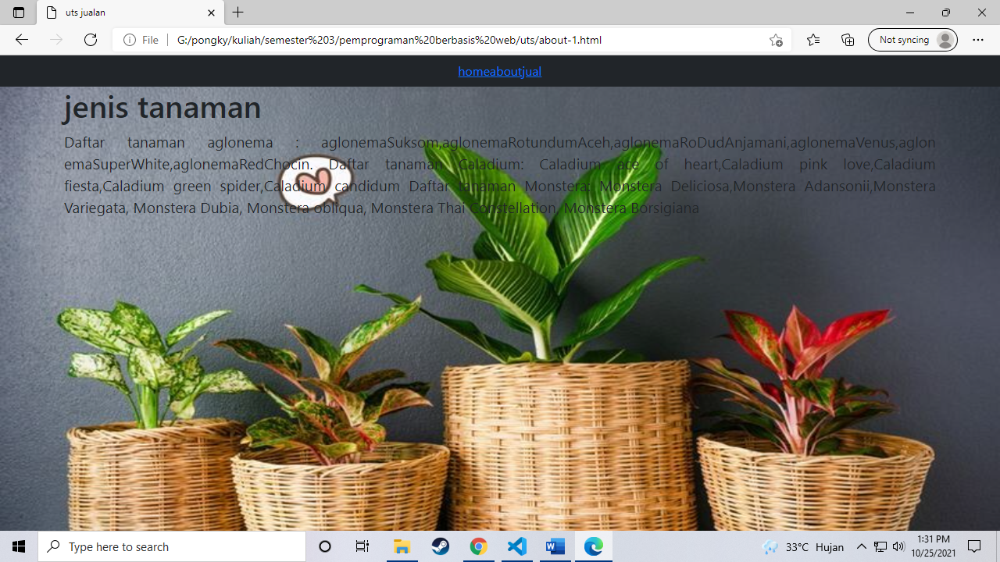 uts jualan
File
G:/pongky/kuliah/semester%203/pemprograman%20berbasis%20web/uts/about-1.html
Not syncing
homeaboutjual
jenis tanaman
Daftar tanaman aglonema : aglonemaSuksom,aglonemaRotundumAceh,aglonemaRoDudAnjamani,aglonemaVenus,aglon
emaSuperWhite,aglonemaRedChocin. Daftar tanaman Caladium: Caladium ace of heart,Caladium pink love,Caladium
fiesta,Caladium green spider,Caladium candidum Daftar tanaman Monstera: Monstera Deliciosa,Monstera Adansonii,Monstera
Variegata, Monstera Dubia, Monstera obliqua, Monstera Thai Constellation, Monstera Borsigiana
Type here to search
33°C Hujan
1:31 PM
10/25/2021